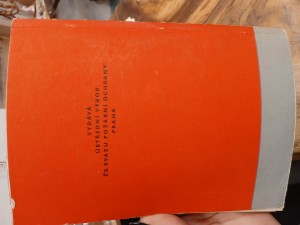 VYDÁVÁ
ÚSTŘEDNÍ VÝBOR
ČS. SVAZU POŽÁRNÍ OCHRANY
PRAHA